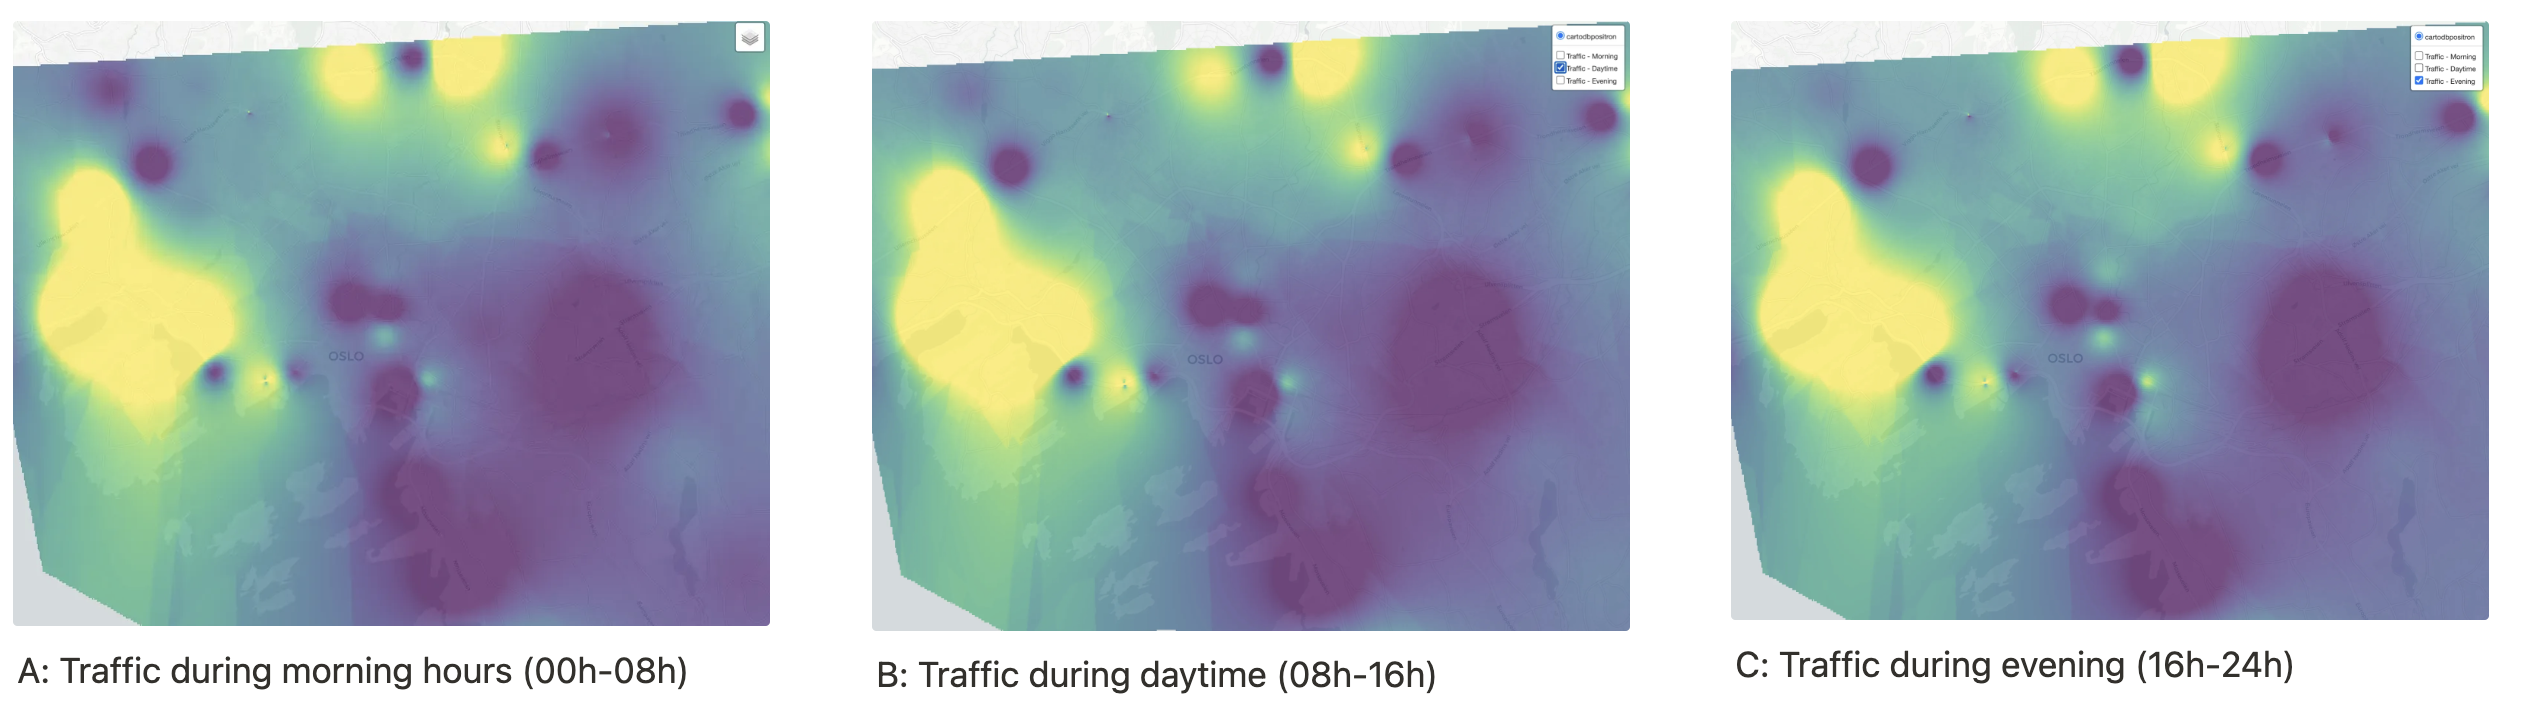 OSLO
A: Traffic during morning hours (00h-08h)
cartodbpositron
Traffic - Morning
Traffic - Daytime
Traffic - Evening
OSLO
B: Traffic during daytime (08h-16h)
cartodbpositron
Traffic - Morning
Traffic - Daytime
Traffic - Evening
OSLO
C: Traffic during evening (16h-24h)